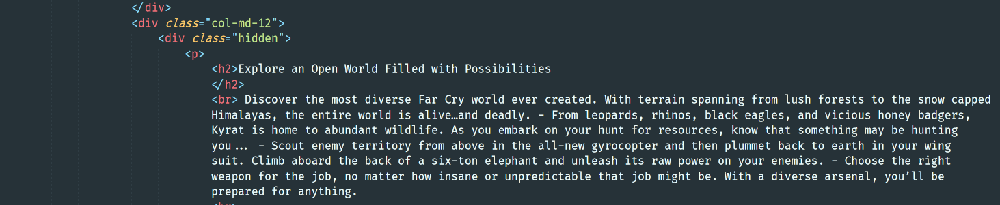 </div>
<div class="col-md-12">
<div class="hidden">
<p>
<h2>Explore an Open World Filled with Possibilities
</h2>
<br> Discover the most diverse Far Cry world ever created. With terrain spanning from lush forests to the snow capped
Himalayas, the entire world is alive…and deadly. - From leopards, rhinos, black eagles, and vicious honey badgers,
Kyrat is home to abundant wildlife. As you embark on your hunt for resources, know that something may be hunting
you... - Scout enemy territory from above in the all-new gyrocopter and then plummet back to earth in your wing
suit. Climb aboard the back of a six-ton elephant and unleash its raw power on your enemies. - Choose the right
weapon for the job, no matter how insane or unpredictable that job might be. With a diverse arsenal, you’ll be
prepared for anything.